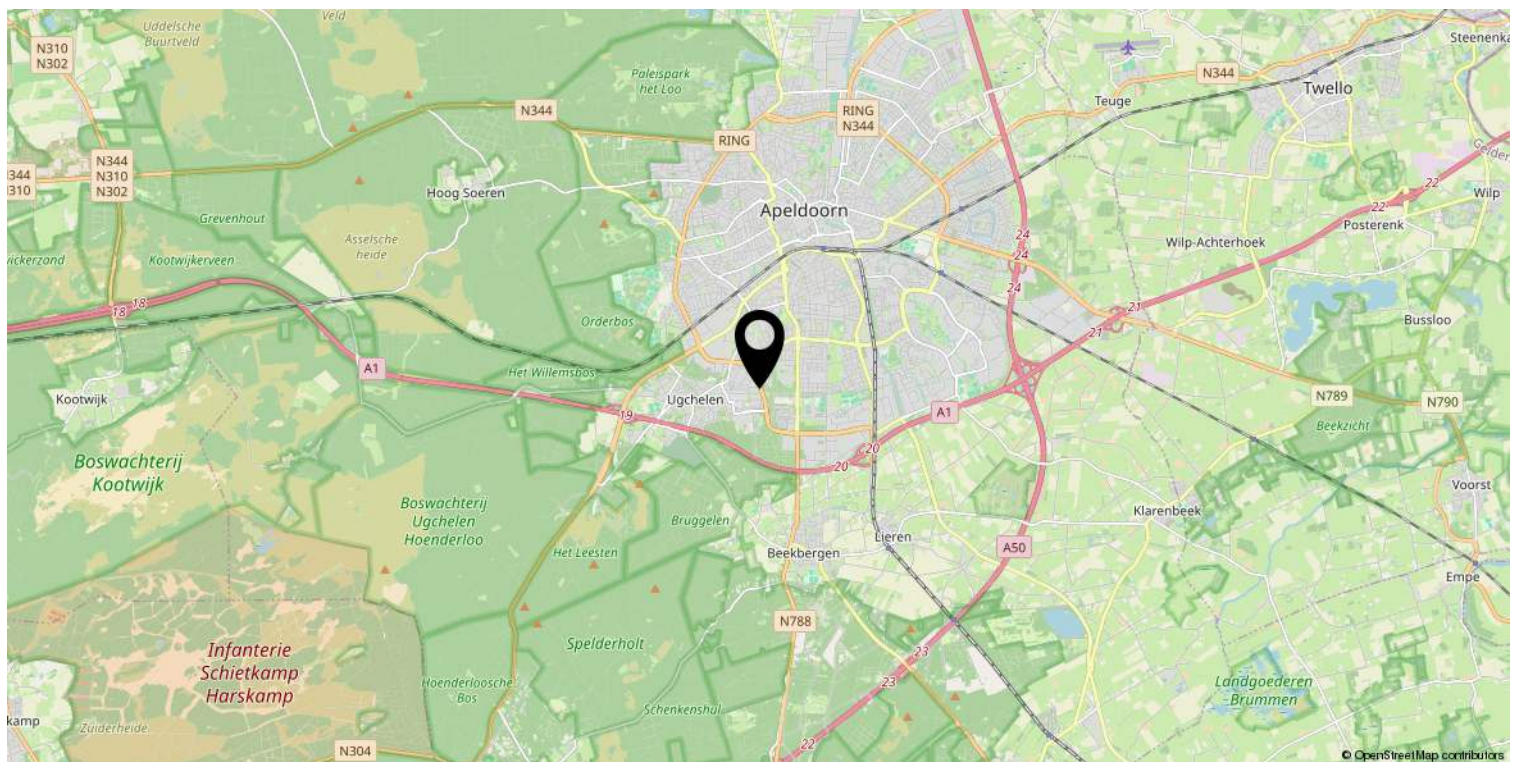 Uddelsche
Buurtveld
Veld
N310
N302
Paleispark
het Loo
N344
RING
RING
N344
N344
Teuge
Twello
Steenenka
344
310
N344
N310
N302
Hoog Soeren
Grevenhout
Asselsche
heide
wickerzand
Kootwijkerveen
Apeldoorn
24
24
24
22
22
Wilp
Posterenk
Wilp-Achterhoek
Gelder
18
18
Orderbos
21
21
Bussloo
A1
Het Willemsbos
Kootwijk
Ugchelen
19
A1
N789
N790
Beekzicht
20
20
Boswachterij
Kootwijk
Boswachterij
Ugchelen
Hoenderloo
Bruggelen
Het Leesten
Beekbergen
Lieren
A50
Klarenbeek
Voorst
Empe
N788
Infanterie
Schietkamp
Harskamp
Spelderholt
Hoenderloosche
Bos
Schenkenshul
23
23
22
Landgoederen
Brummen
kamp
Zuiderheide
N304
© OpenStreetMap contributors